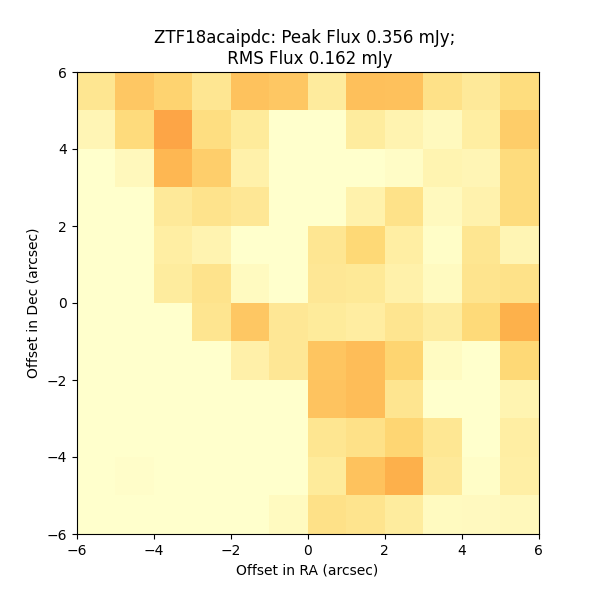 ZTF18acaipdc: Peak Flux 0.356 mJy;
RMS Flux 0.162 mJy
6
4
2
0
−2
−4
−6
Offset in Dec (arcsec)
−6 −4 −2 0 2 4 6
Offset in RA (arcsec)